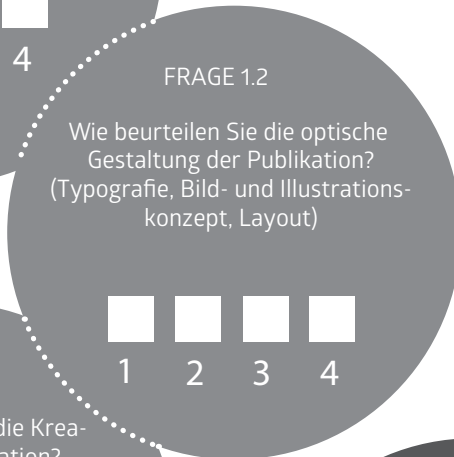 4
FRAGE 1.2
Wie beurteilen Sie die optische
Gestaltung der Publikation?
(Typografie, Bild- und Illustrations-
konzept, Layout)
1 2 3 4
die Krea-